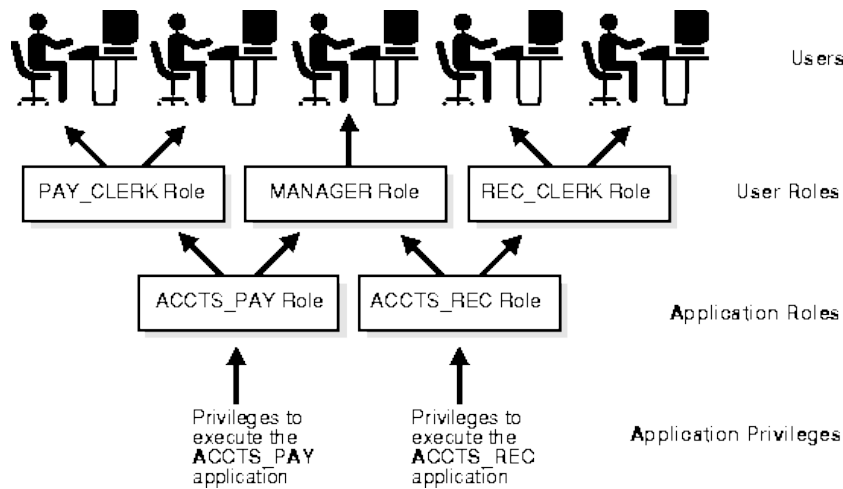 Users
PAY_CLERK Role
MANAGER Role
REC_CLERK Role
User Roles
ACCTS_PAY Role
ACCTS_REC Role
Application Roles
Privileges to
execute the
ACCTS_PAY
application
Privileges to
execute the
ACCTS_REC
application
Application Privileges